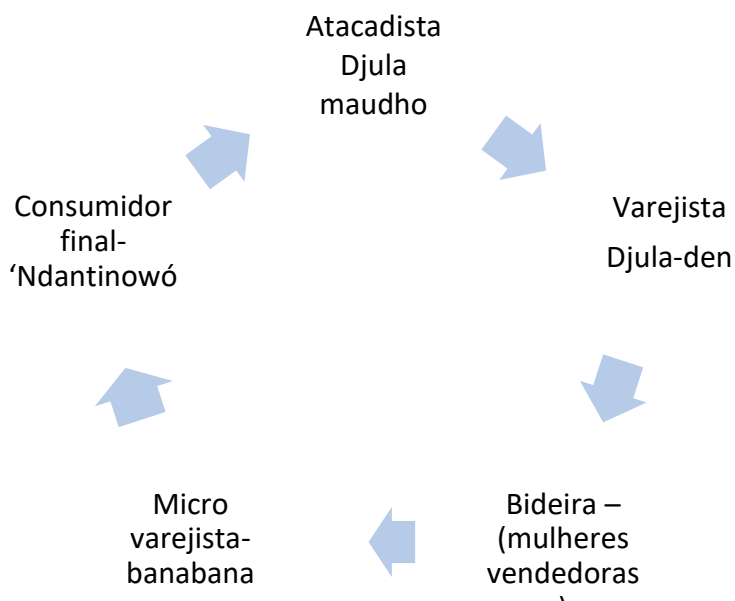 Atacadista
Djula
maudho
Varejista
Djula-den
Bideira –
(mulheres
vendedoras
Micro
varejista-
banabana
Consumidor
final-
‘Ndantinowó